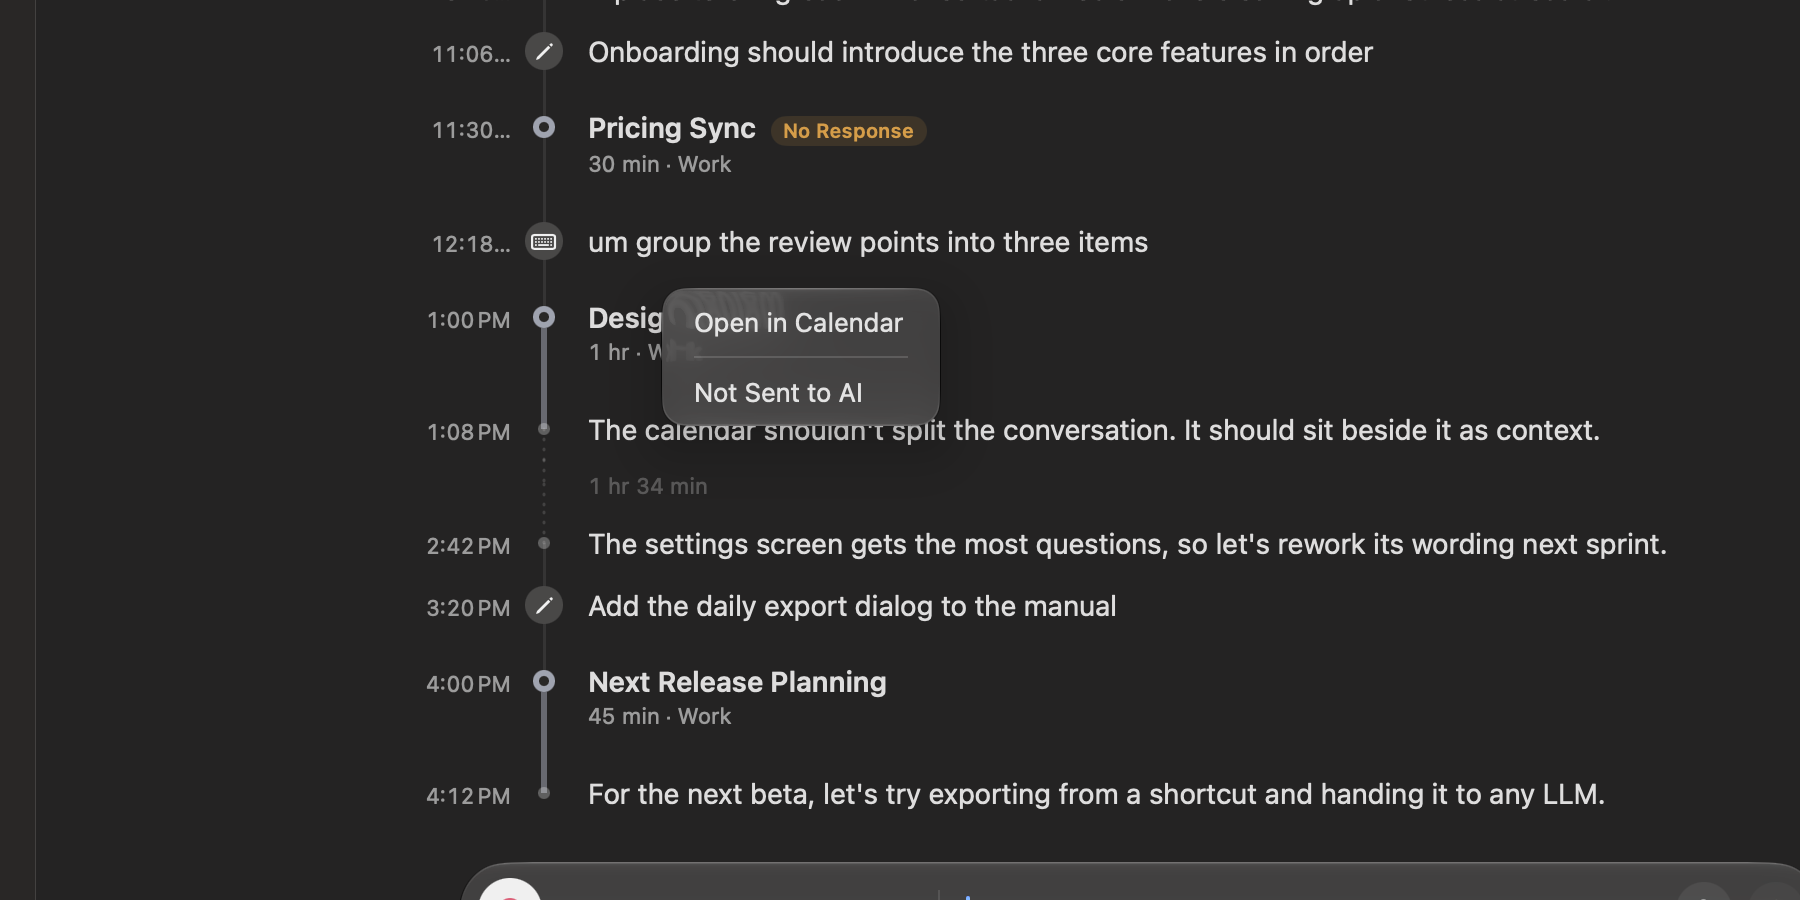 11:06...
Onboarding should introduce the three core features in order
11:30...
Pricing Sync
No Response
30 min · Work
12:18...
um group the review points into three items
1:00 PM
Desig
1 hr · W
Open in Calendar
Not Sent to AI
1:08 PM
The calendar shouldn't split the conversation. It should sit beside it as context.
1 hr 34 min
2:42 PM
The settings screen gets the most questions, so let's rework its wording next sprint.
3:20 PM
Add the daily export dialog to the manual
4:00 PM
Next Release Planning
45 min · Work
4:12 PM
For the next beta, let's try exporting from a shortcut and handing it to any LLM.